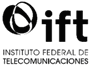 ift
INSTITUTO FEDERAL DE
TELECOMUNICACIONES